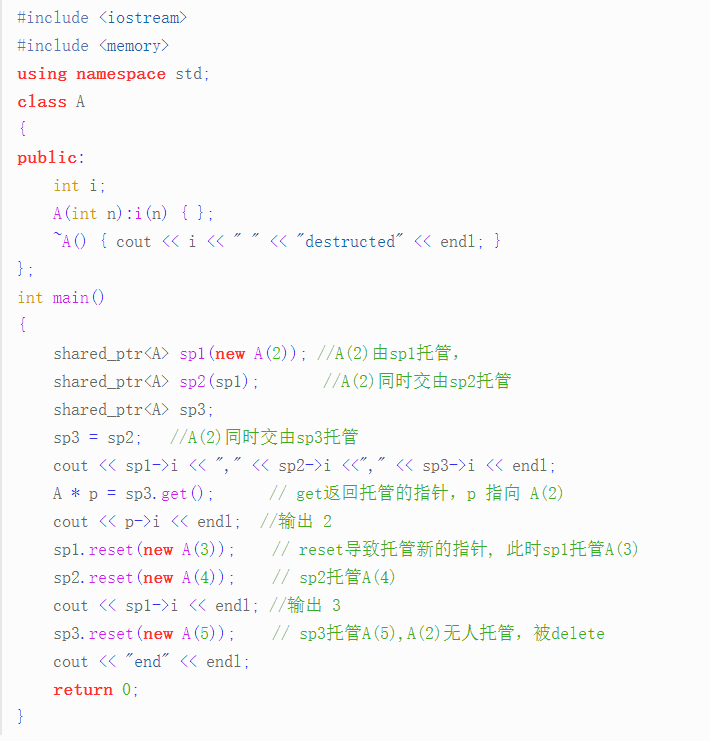 #include <iostream>
#include <memory>
using namespace std;
class A
{
public:
    int i;
    A(int n):i(n) { };
    ~A() { cout << i << " " << "destructed" << endl; }
};
int main()
{
    shared_ptr<A> sp1(new A(2)); //A(2)由sp1托管，
    shared_ptr<A> sp2(sp1);       //A(2)同时交由sp2托管
    shared_ptr<A> sp3;
    sp3 = sp2;   //A(2)同时交由sp3托管
    cout << sp1->i << "," << sp2->i <<"," << sp3->i << endl;
    A * p = sp3.get();      // get返回托管的指针，p 指向 A(2)
    cout << p->i << endl;  //输出 2
    sp1.reset(new A(3));    // reset导致托管新的指针, 此时sp1托管A(3)
    sp2.reset(new A(4));    // sp2托管A(4)
    cout << sp1->i << endl; //输出 3
    sp3.reset(new A(5));    // sp3托管A(5),A(2)无人托管，被delete
    cout << "end" << endl;
    return 0;
}